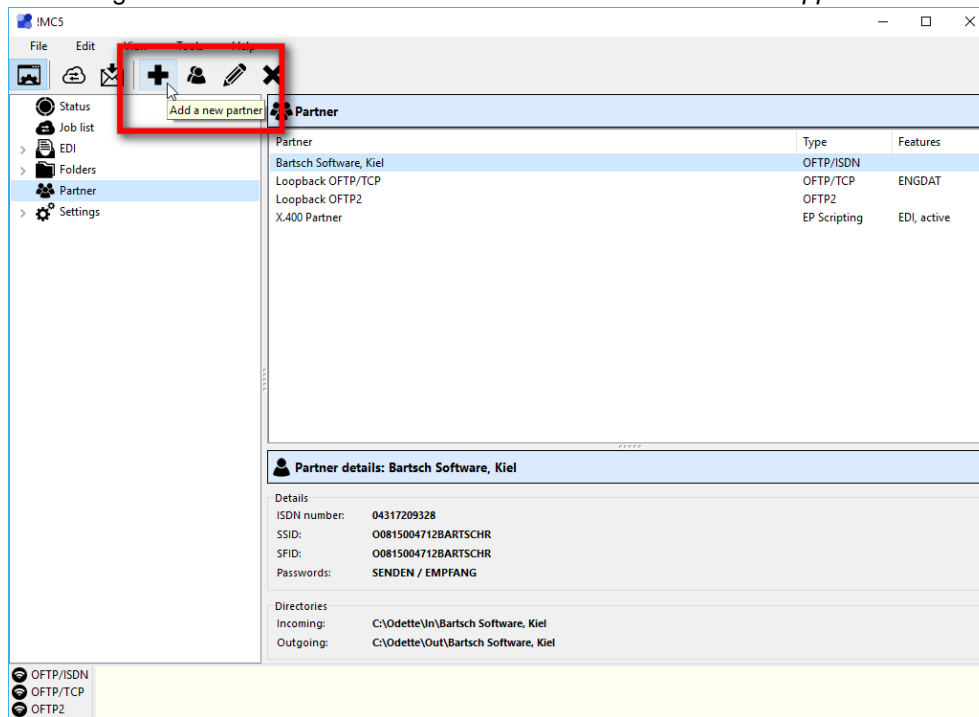 !MC5
File Edit View Tools Help
Add a new partner
Status
Job list
EDI
Folders
Partner
Settings
Partner
Partner Type Features
Bartsch Software, Kiel OFTP/ISDN
Loopback OFTP/TCP OFTP/TCP ENGDAT
Loopback OFTP2 OFTP2
X.400 Partner EP Scripting EDI, active
Partner details: Bartsch Software, Kiel
Details
ISDN number: 04317209328
SSID: O0815004712BARTSCHR
SFID: O0815004712BARTSCHR
Passwords: SENDEN / EMPFANG
Directories
Incoming: C:\Odette\In\Bartsch Software, Kiel
Outgoing: C:\Odette\Out\Bartsch Software, Kiel
OFTP/ISDN
OFTP/TCP
OFTP2